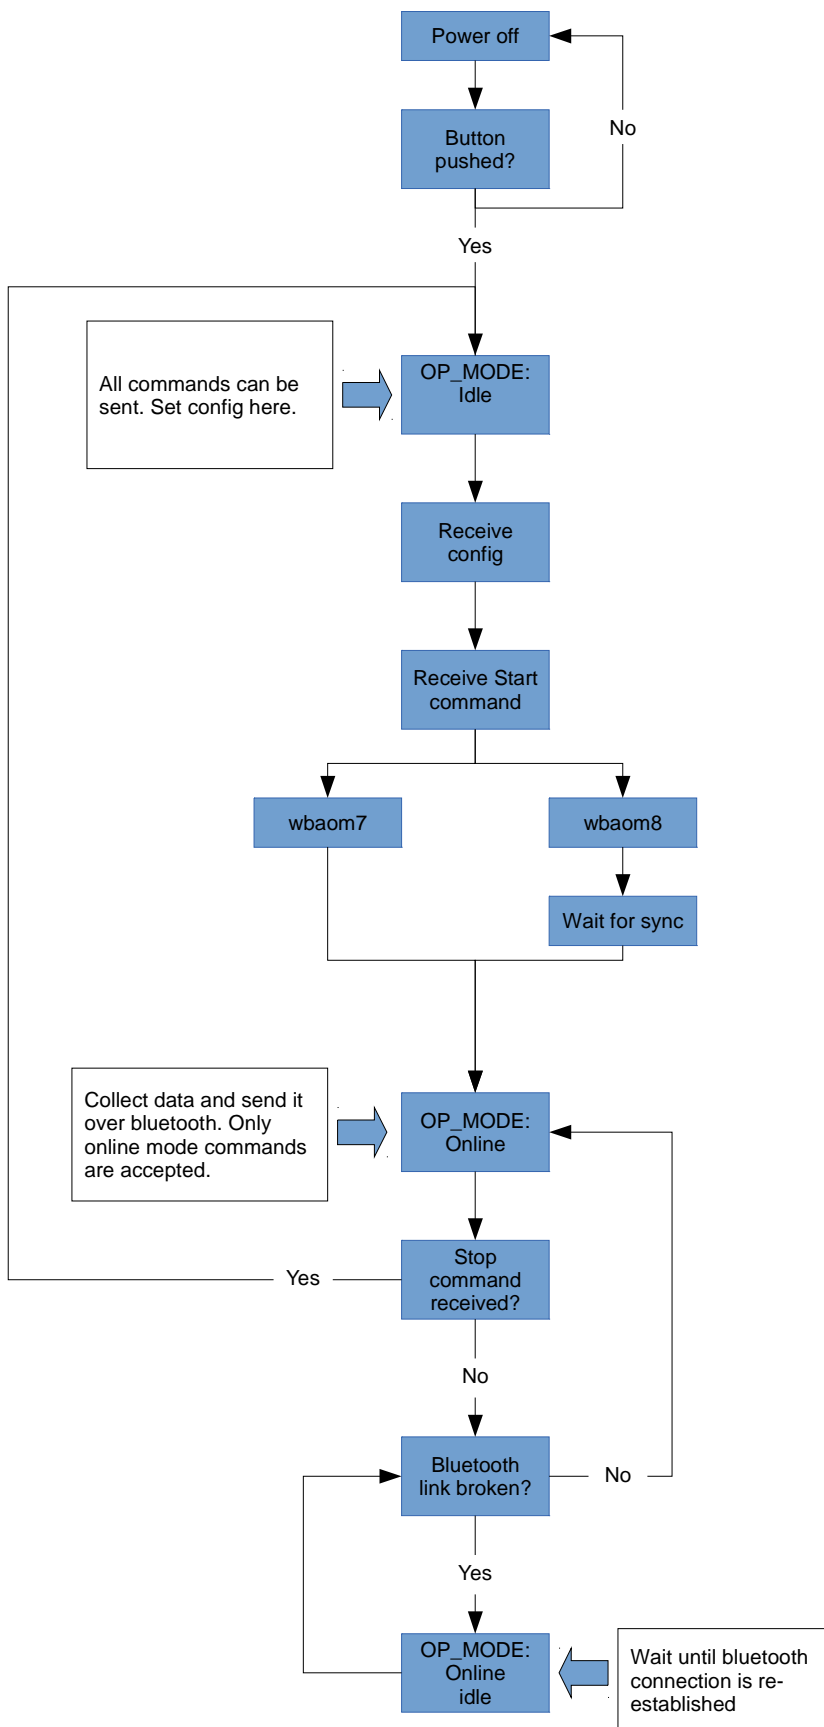 Power off
Button
pushed?
No
Yes
All commands can be
sent. Set config here.
OP_MODE:
Idle
Receive
config
Receive Start
command
wbaom7
wbaom8
Wait for sync
Collect data and send it
over bluetooth. Only
online mode commands
are accepted.
OP_MODE:
Online
Stop
command
received?
Yes
No
Bluetooth
link broken?
No
Yes
OP_MODE:
Online
idle
Wait until bluetooth
connection is re-
established